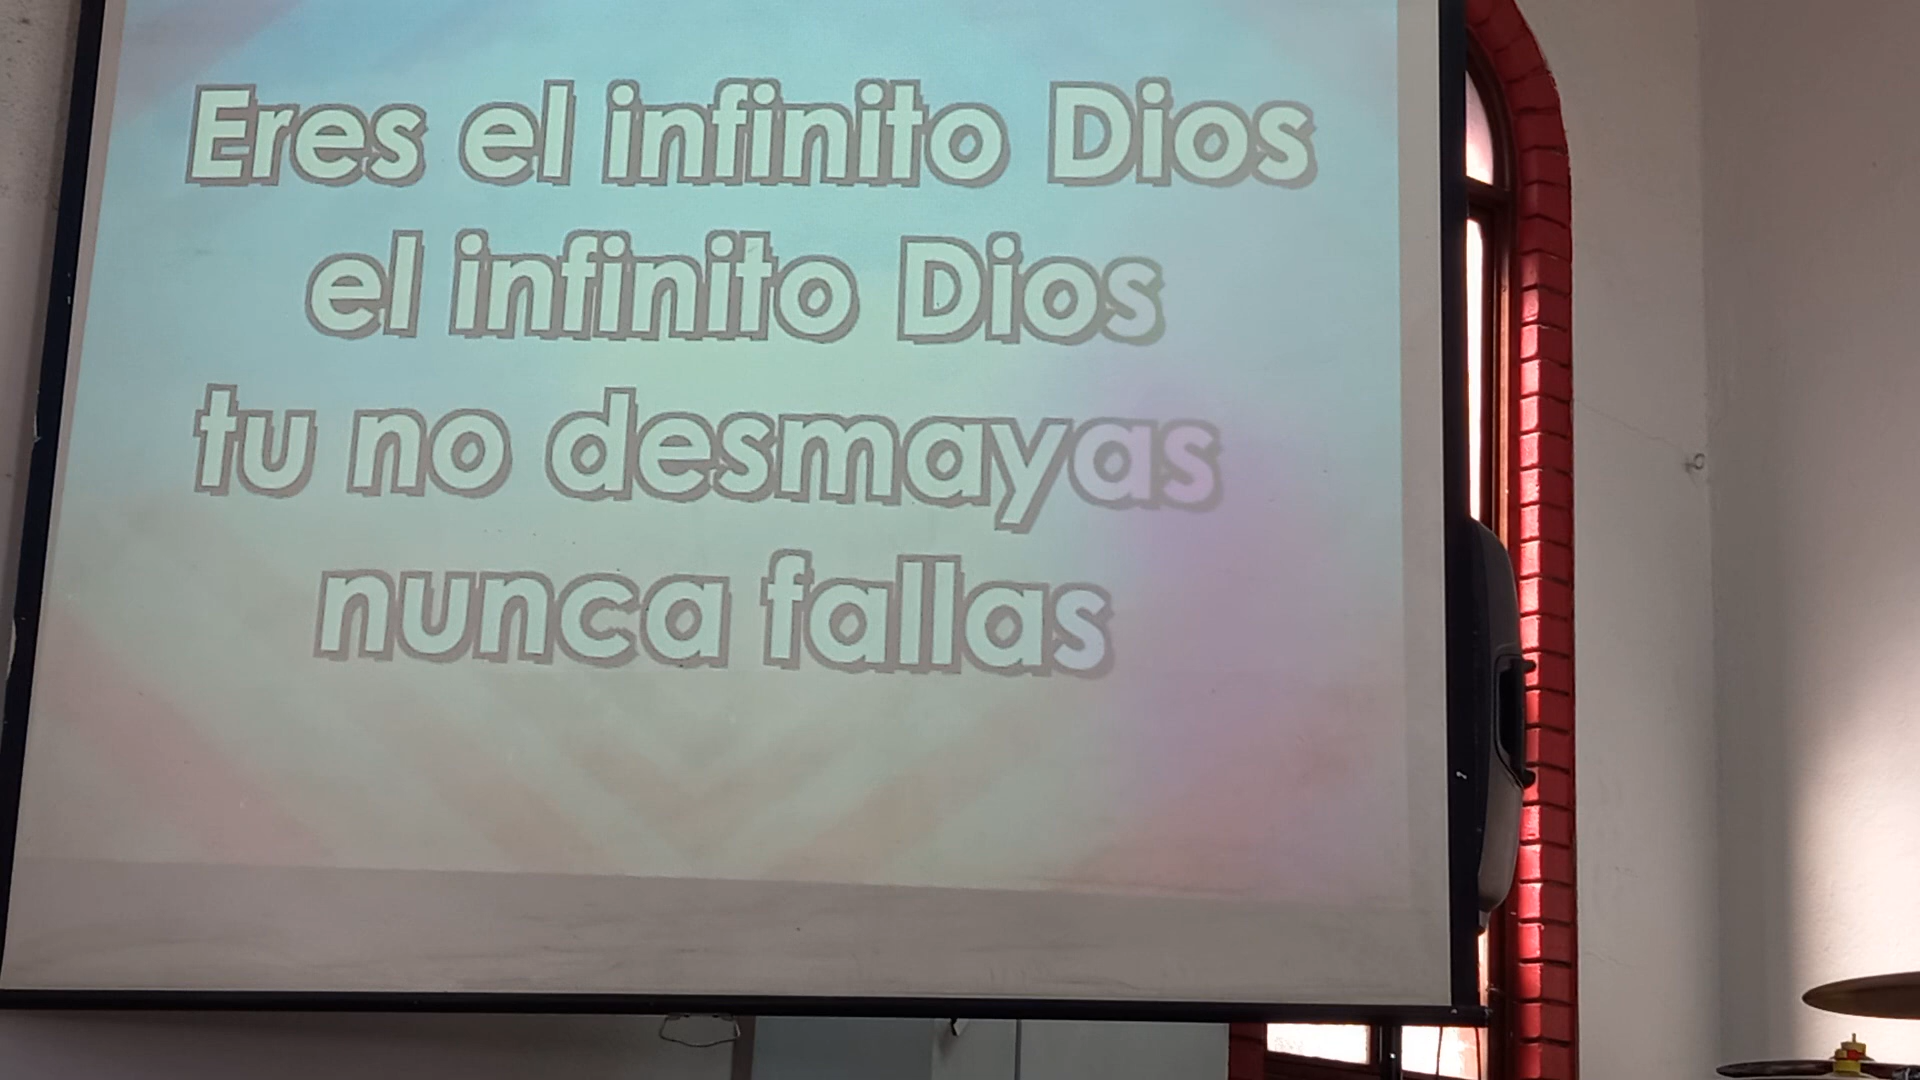 Eres el infinito Dios
el infinito Dios
tu no desmayas
nunca fallas